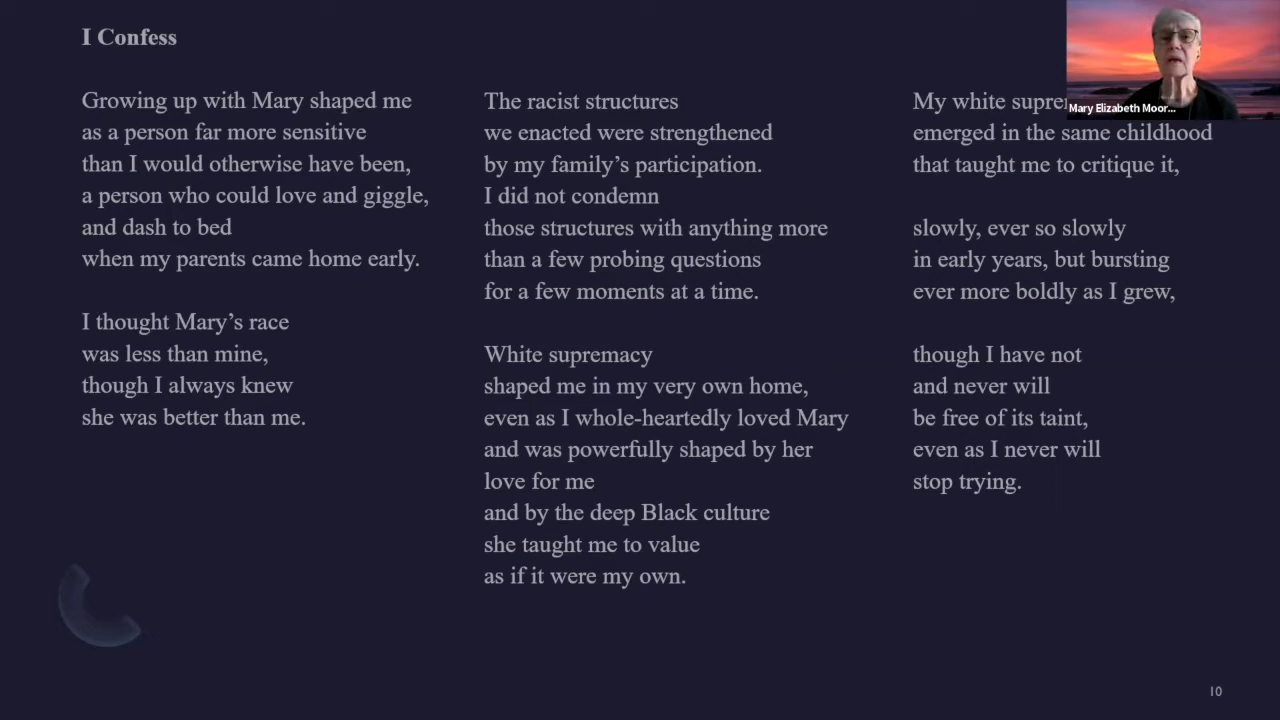 I Confess
Growing up with Mary shaped me
as a person far more sensitive
than I would otherwise have been,
a person who could love and giggle,
and dash to bed
when my parents came home early.
I thought Mary’s race
was less than mine,
though I always knew
she was better than me.
The racist structures
we enacted were strengthened
by my family’s participation.
I did not condemn
those structures with anything more
than a few probing questions
for a few moments at a time.
White supremacy
shaped me in my very own home,
even as I whole-heartedly loved Mary
and was powerfully shaped by her
love for me
and by the deep Black culture
she taught me to value
as if it were my own.
My white
emerged in the same childhood
that taught me to critique it,
slowly, ever so slowly
in early years, but bursting
ever more boldly as I grew,
though I have not
and never will
be free of its taint,
even as I never will
stop trying.
Mary Elizabeth Moor...
10